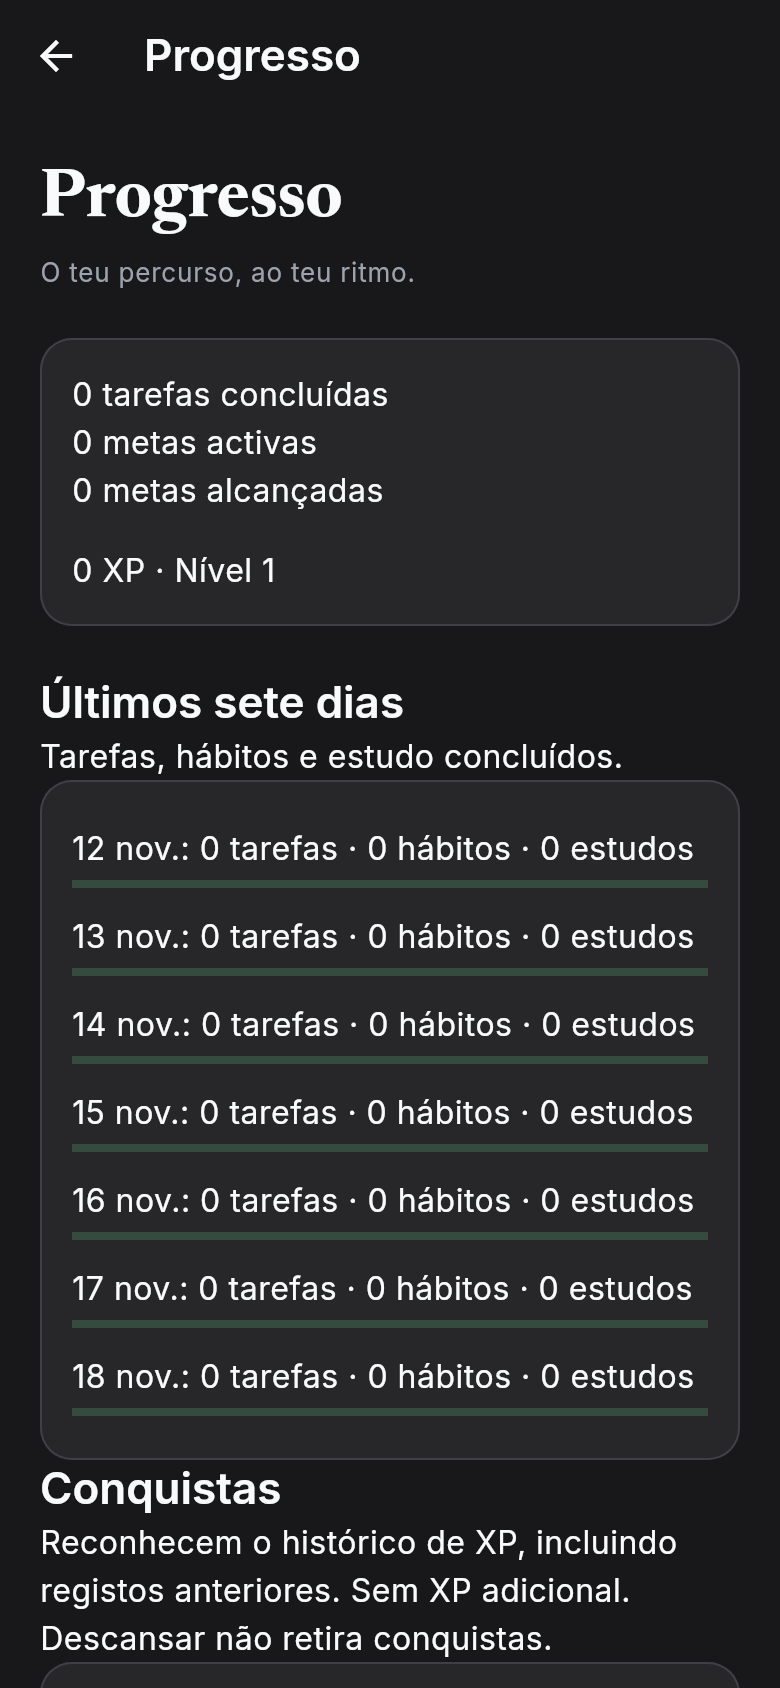 Progresso
Progresso
O teu percurso, ao teu ritmo.
0 tarefas concluídas
0 metas activas
0 metas alcançadas
0 XP · Nível 1
Últimos sete dias
Tarefas, hábitos e estudo concluídos.
12 nov.: 0 tarefas · 0 hábitos · 0 estudos
13 nov.: 0 tarefas · 0 hábitos · 0 estudos
14 nov.: 0 tarefas · 0 hábitos · 0 estudos
15 nov.: 0 tarefas · 0 hábitos · 0 estudos
16 nov.: 0 tarefas · 0 hábitos · 0 estudos
17 nov.: 0 tarefas · 0 hábitos · 0 estudos
18 nov.: 0 tarefas · 0 hábitos · 0 estudos
Conquistas
Reconhecem o histórico de XP, incluindo
registos anteriores. Sem XP adicional.
Descansar não retira conquistas.